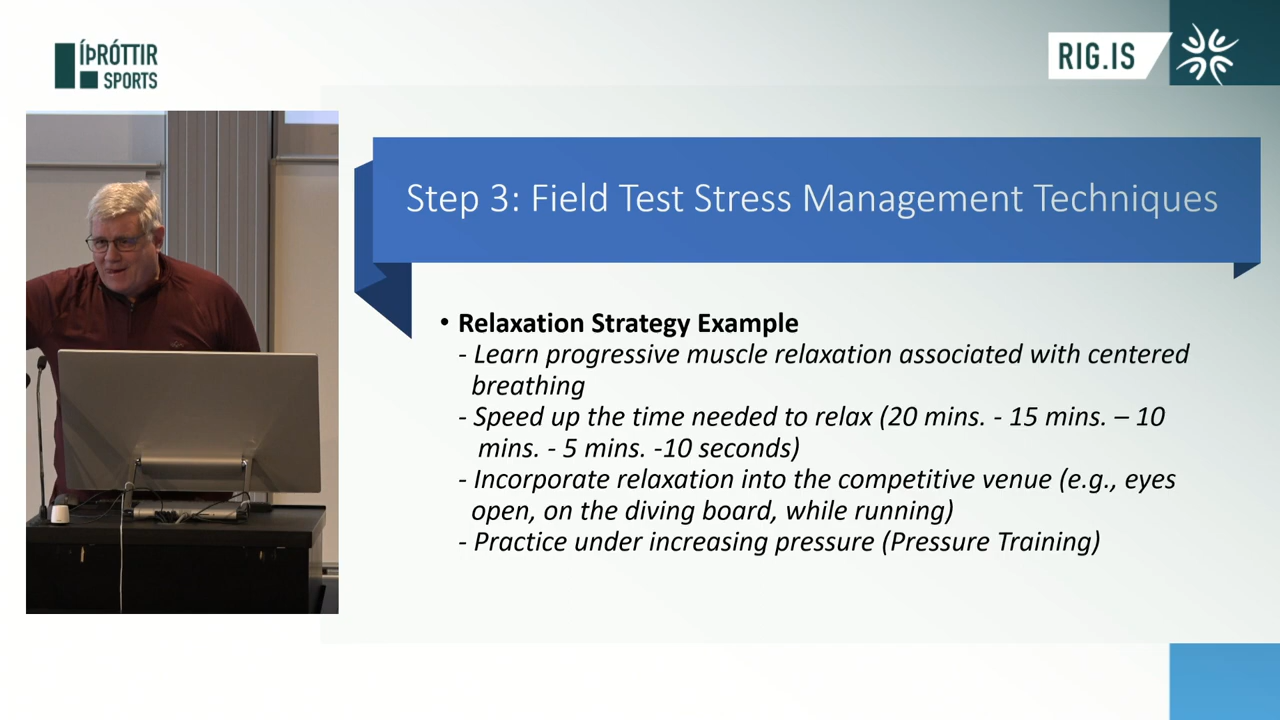 ÍÞRÓTTIR
SPORTS
RIG.IS
Step 3: Field Test Stress Management Techniques
• Relaxation Strategy Example
- Learn progressive muscle relaxation associated with centered
breathing
- Speed up the time needed to relax (20 mins. - 15 mins. – 10
mins. - 5 mins. -10 seconds)
- Incorporate relaxation into the competitive venue (e.g., eyes
open, on the diving board, while running)
- Practice under increasing pressure (Pressure Training)